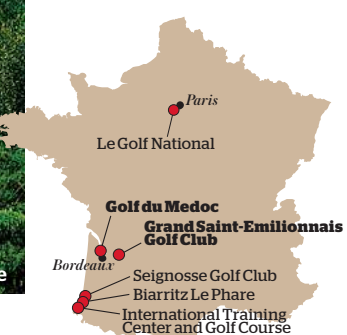 Paris
Le Golf National
Golf du Medoc
Grand Saint-Emilionnais
Golf Club
Bordeaux
Seignosse Golf Club
Biarritz Le Phare
International Training
Center and Golf Course